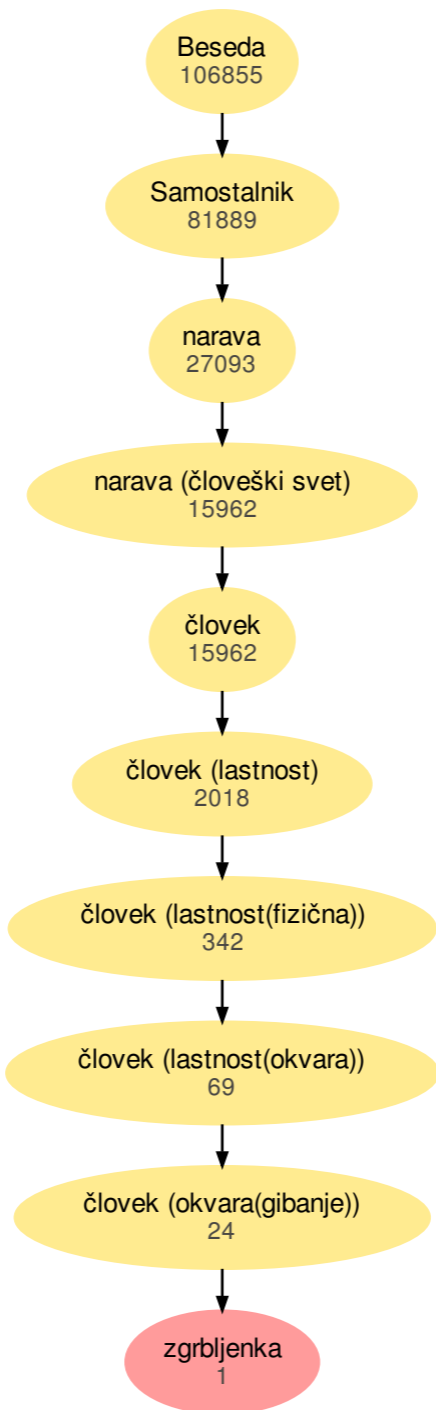 Beseda
106855
Samostalnik
81889
narava
27093
narava (človeški svet)
15962
človek
15962
človek (lastnost)
2018
človek (lastnost(fizična))
342
človek (lastnost(okvara))
69
človek (okvara(gibanje))
24
zgrbljenka
1